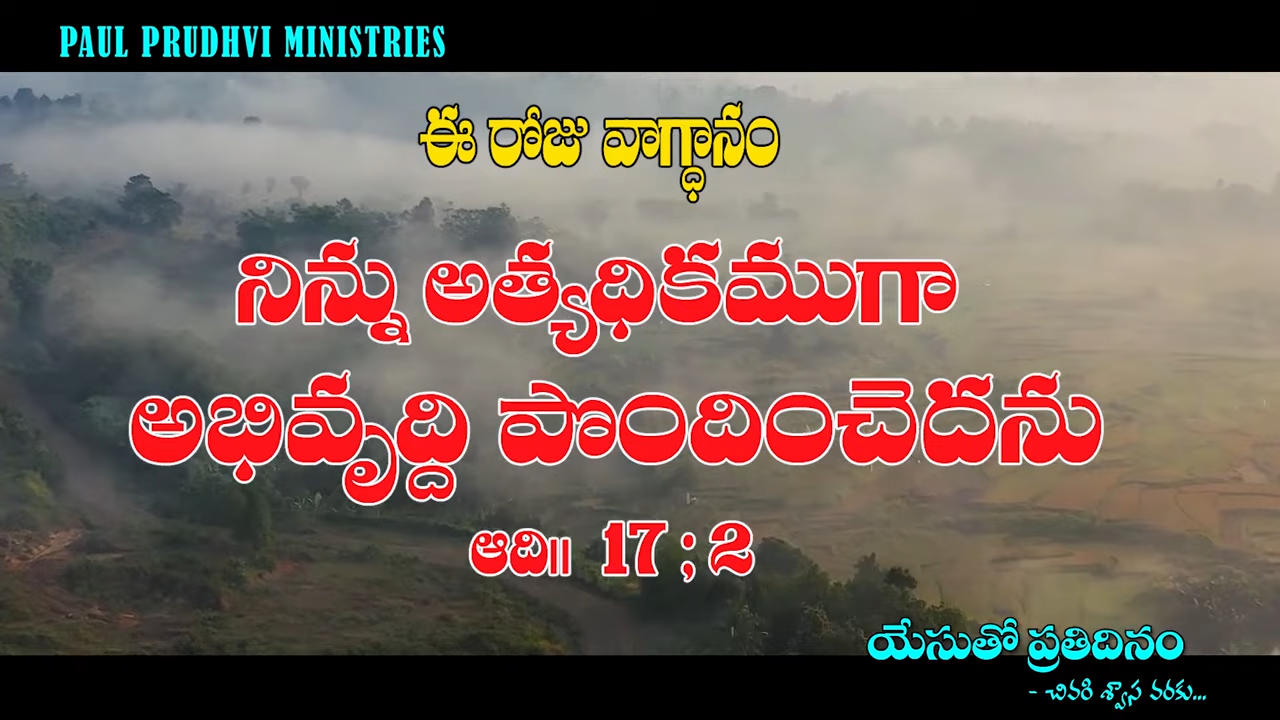 PAUL PRUDHVI MINISTRIES
ఈ రోజు వాగ్ధానం
నిన్ను అత్యధికముగా
అభివృద్ది పొందించెదను
ఆది|| 17 ; 2
యేసుతో ప్రతిదినం
- చివరి శ్వాస వరకు...